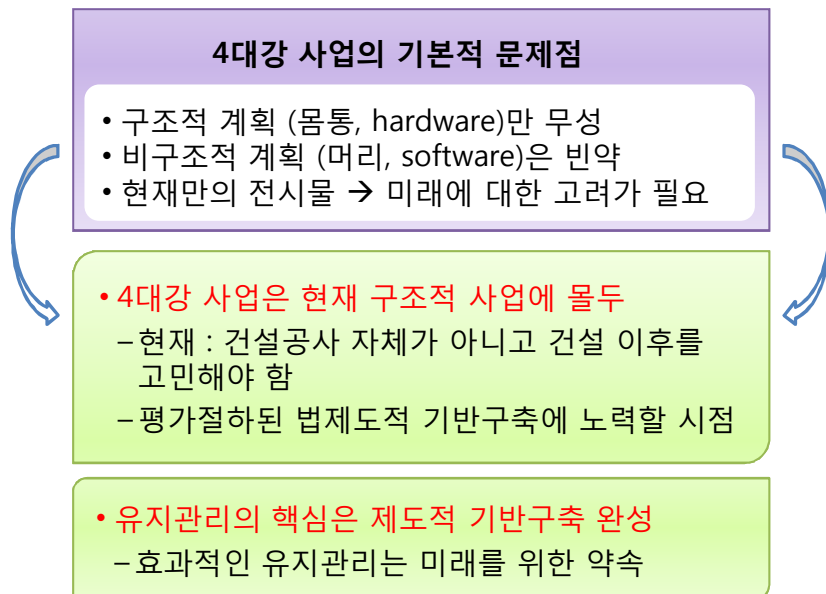 4대강 사업의 기본적 문제점
• 구조적 계획 (몸통, hardware)만 무성
• 비구조적 계획 (머리, software)은 빈약
• 현재만의 전시물 → 미래에 대한 고려가 필요
• 4대강 사업은 현재 구조적 사업에 몰두
– 현재 : 건설공사 자체가 아니고 건설 이후를
고민해야 함
– 평가절하된 법제도적 기반구축에 노력할 시점
• 유지관리의 핵심은 제도적 기반구축 완성
– 효과적인 유지관리는 미래를 위한 약속